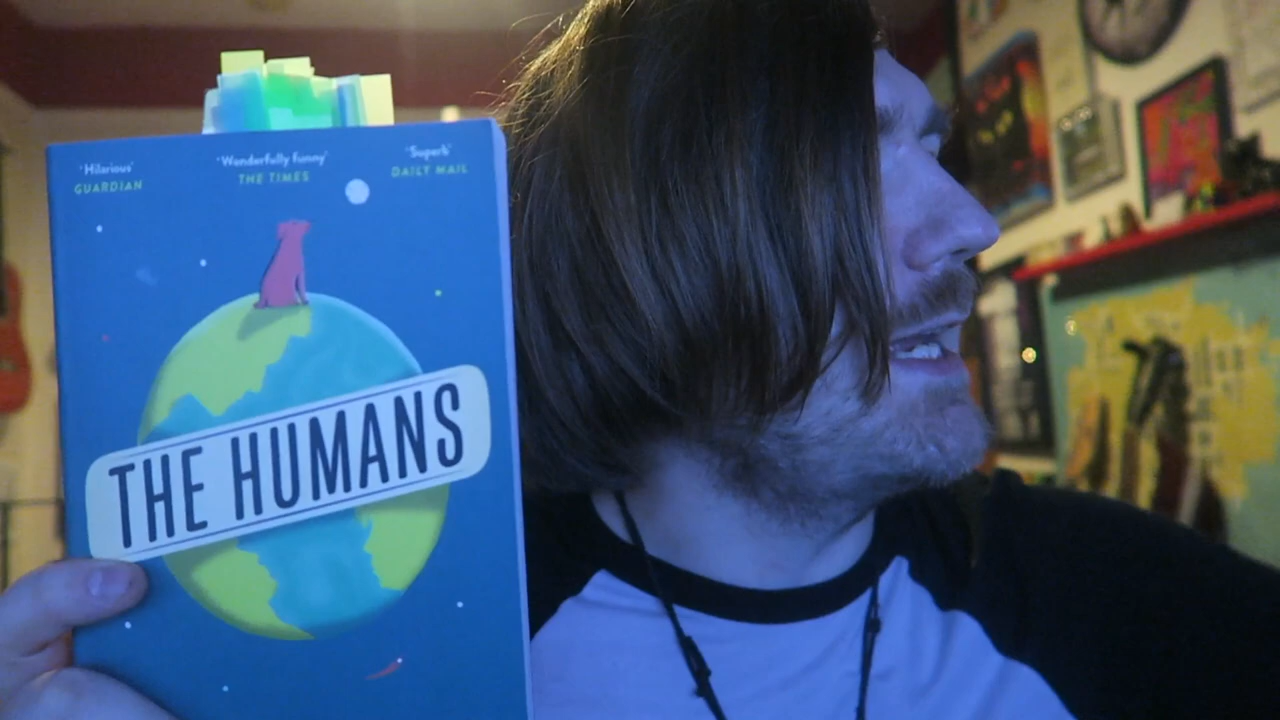 'Hilarious'
GUARDIAN
'Wonderfully funny'
THE TIMES
'Superb'
DAILY MAIL
THE HUMANS